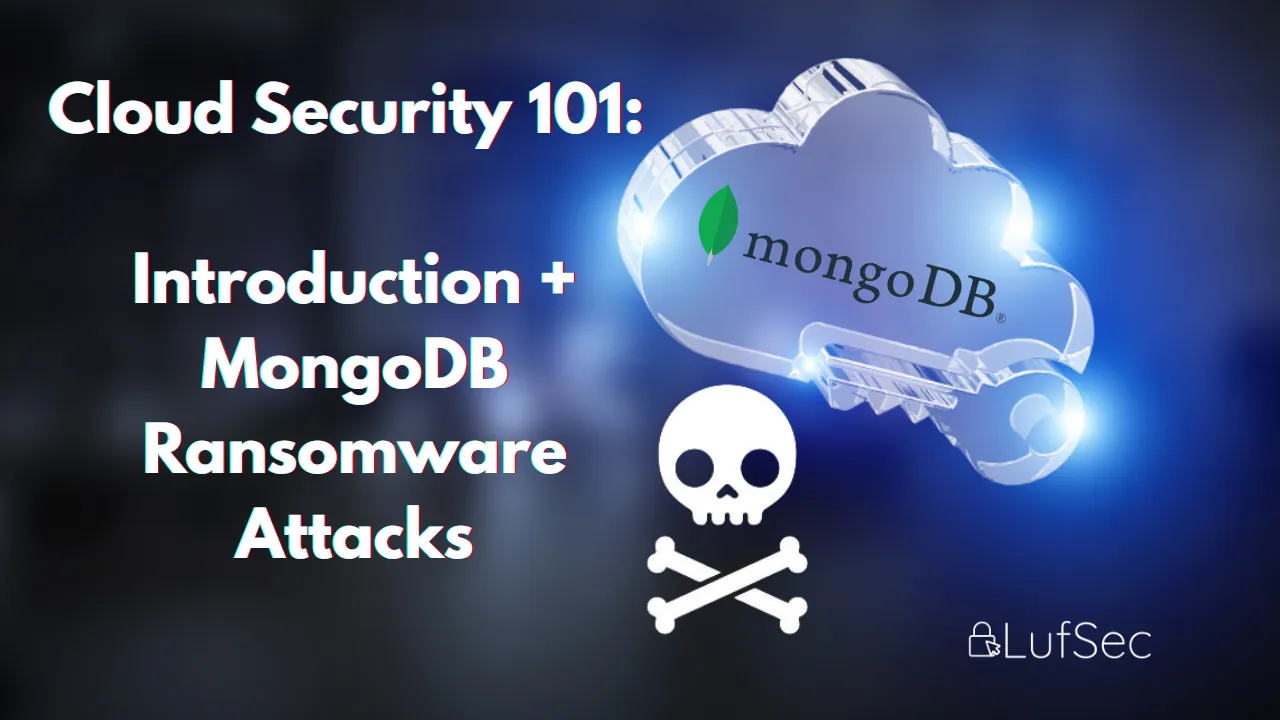 Cloud Security 101:
Introduction +
MongoDB
Ransomware
Attacks
mongoDB®
LufSec